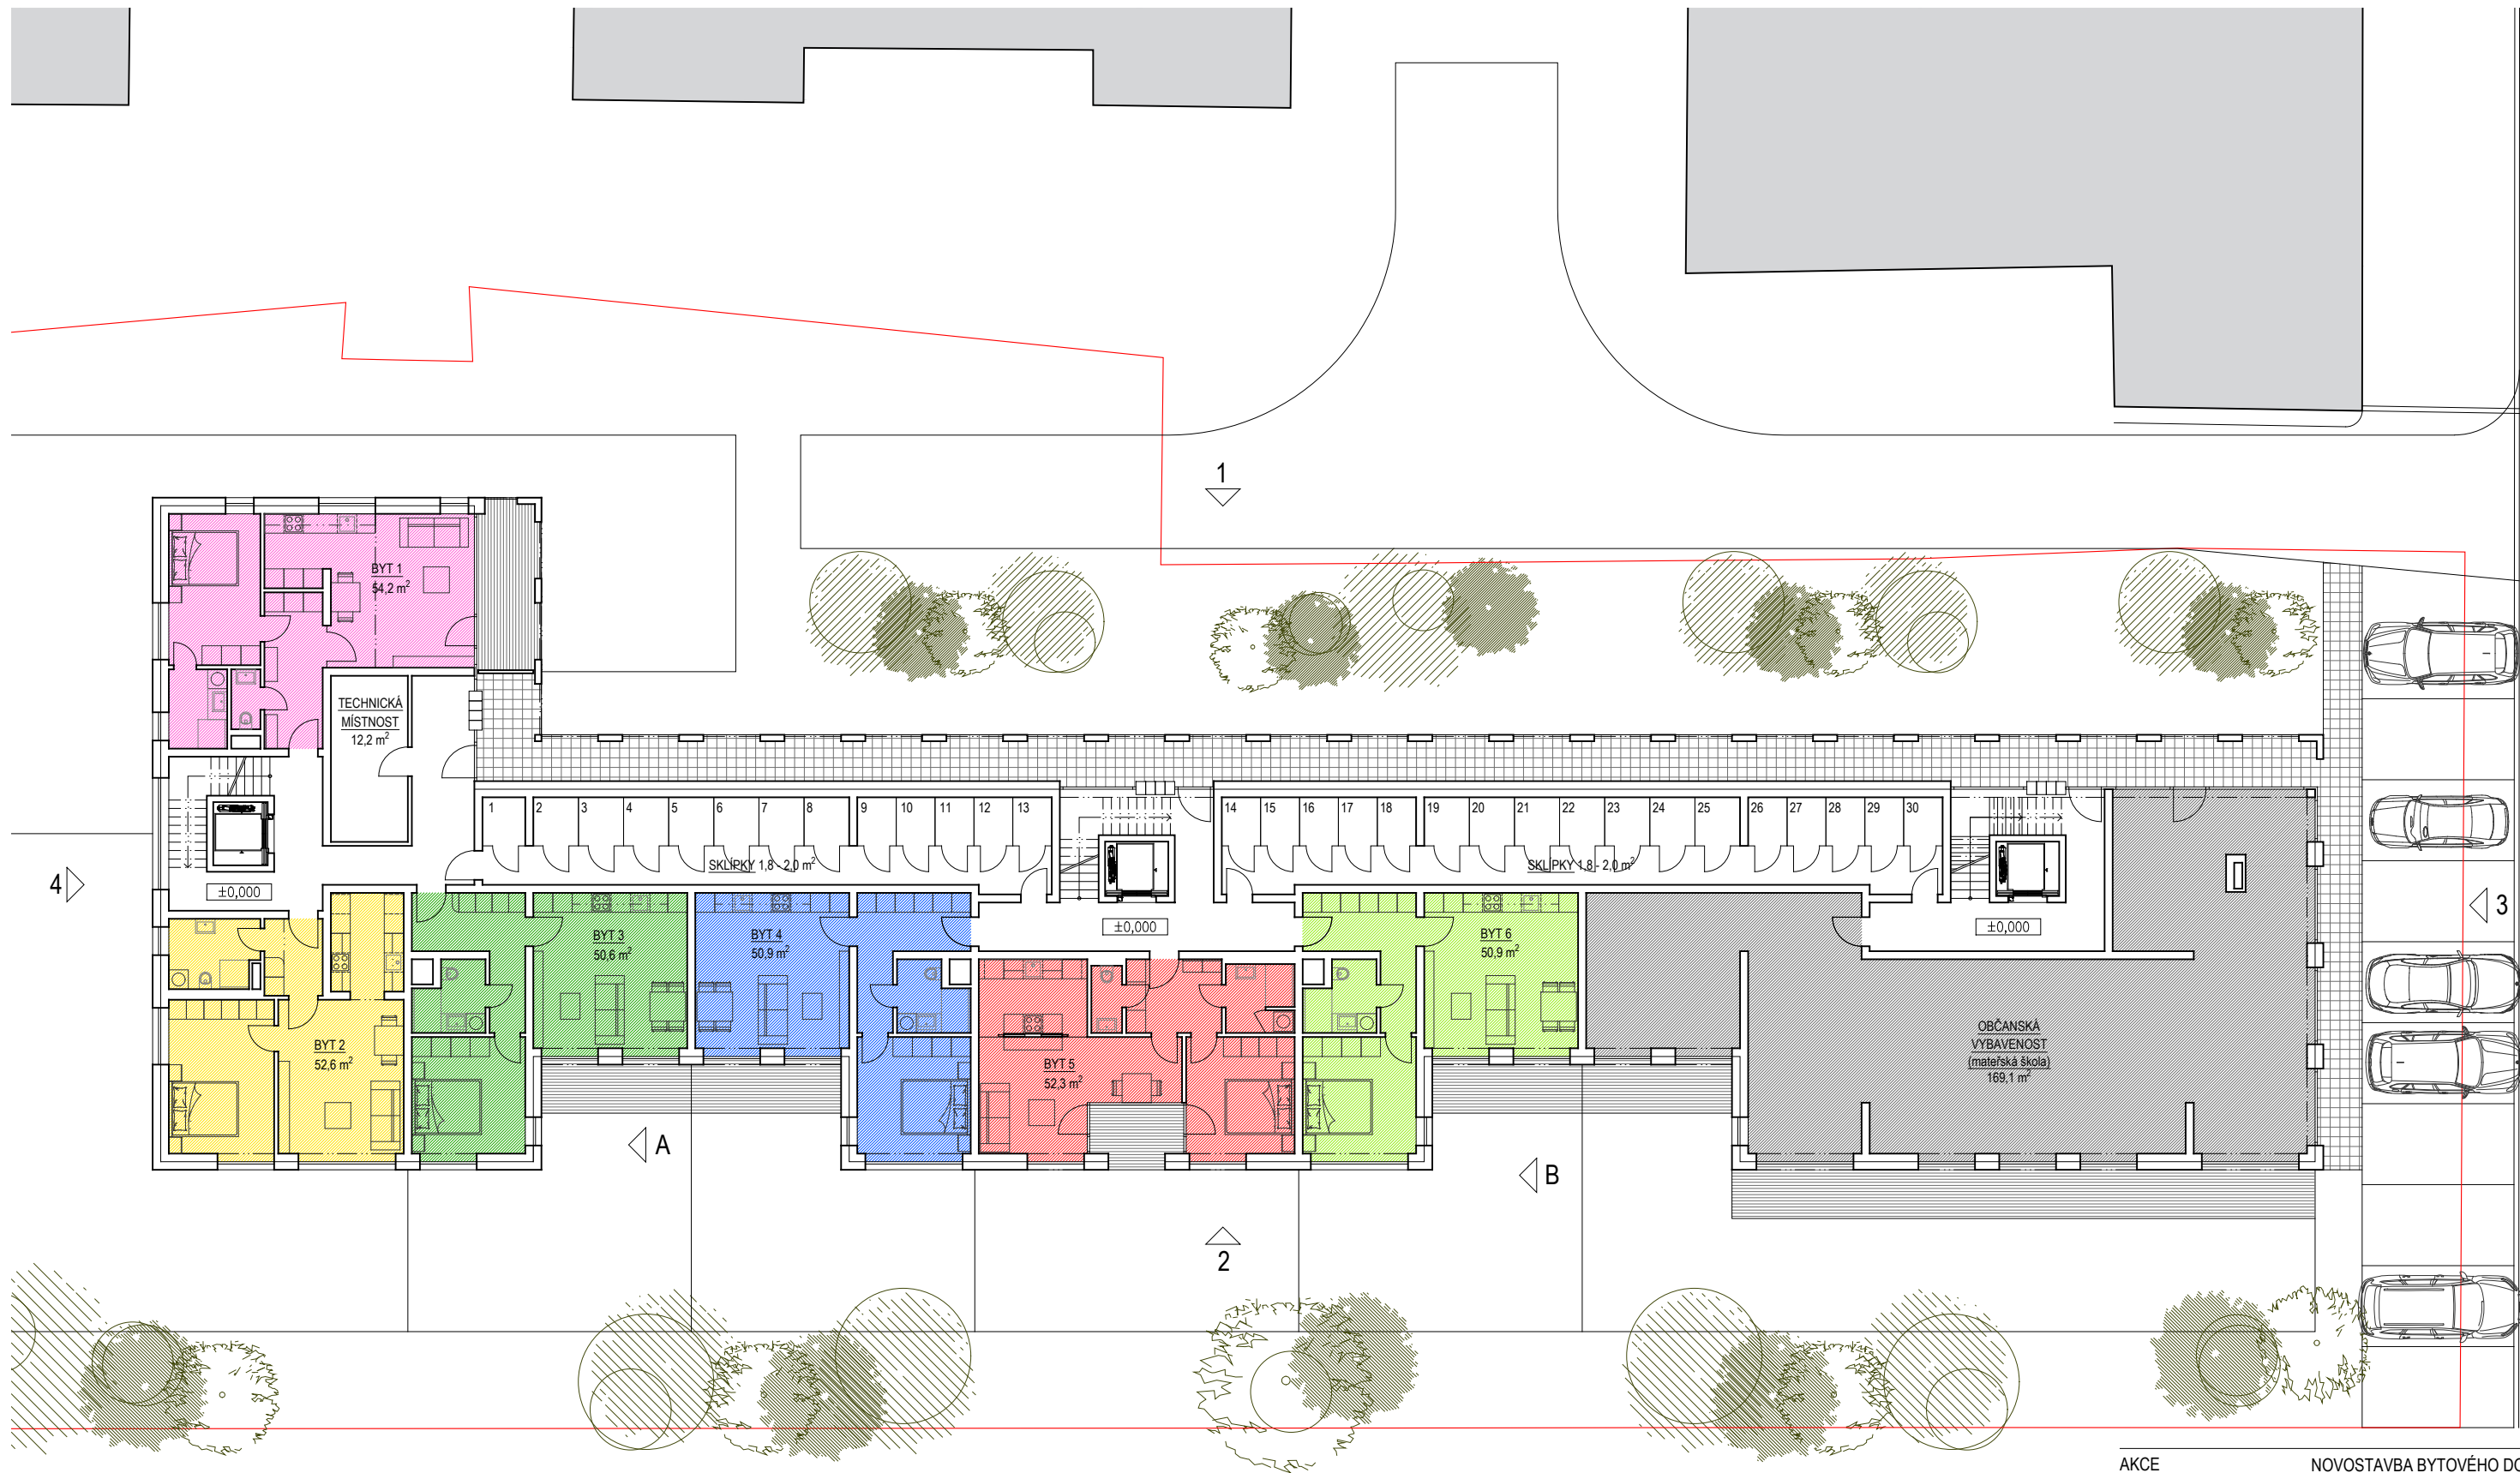 1
BYT 1
54,2 m²
TECHNICKÁ
MÍSTNOST
12,2 m²
1 2 3 4 5 6 7 8 9 10 11 12 13
14 15 16 17 18 19 20 21 22 23 24 25 26 27 28 29 30
SKLÍPKY 1,8 - 2,0 m²
SKLÍPKY 1,8 - 2,0 m²
4
±0,000
±0,000
±0,000
3
BYT 3
50,6 m²
BYT 4
50,9 m²
BYT 6
50,9 m²
BYT 2
52,6 m²
BYT 5
52,3 m²
OBČANSKÁ
VYBAVENOST
(mateřská škola)
169,1 m²
A
B
2
AKCE NOVOSTAVBA BYTOVÉHO